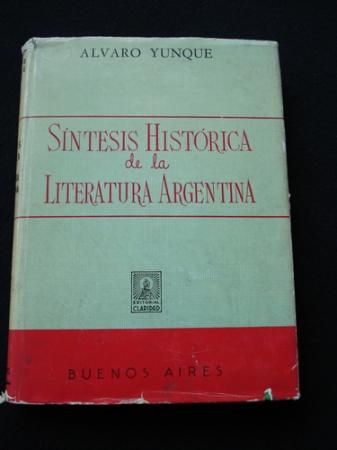 ALVARO YUNQUE
SÍNTESIS HISTÓRICA
de la
LITERATURA ARGENTINA
EDITORIAL
CLARIDAD
BUENOS AIRES